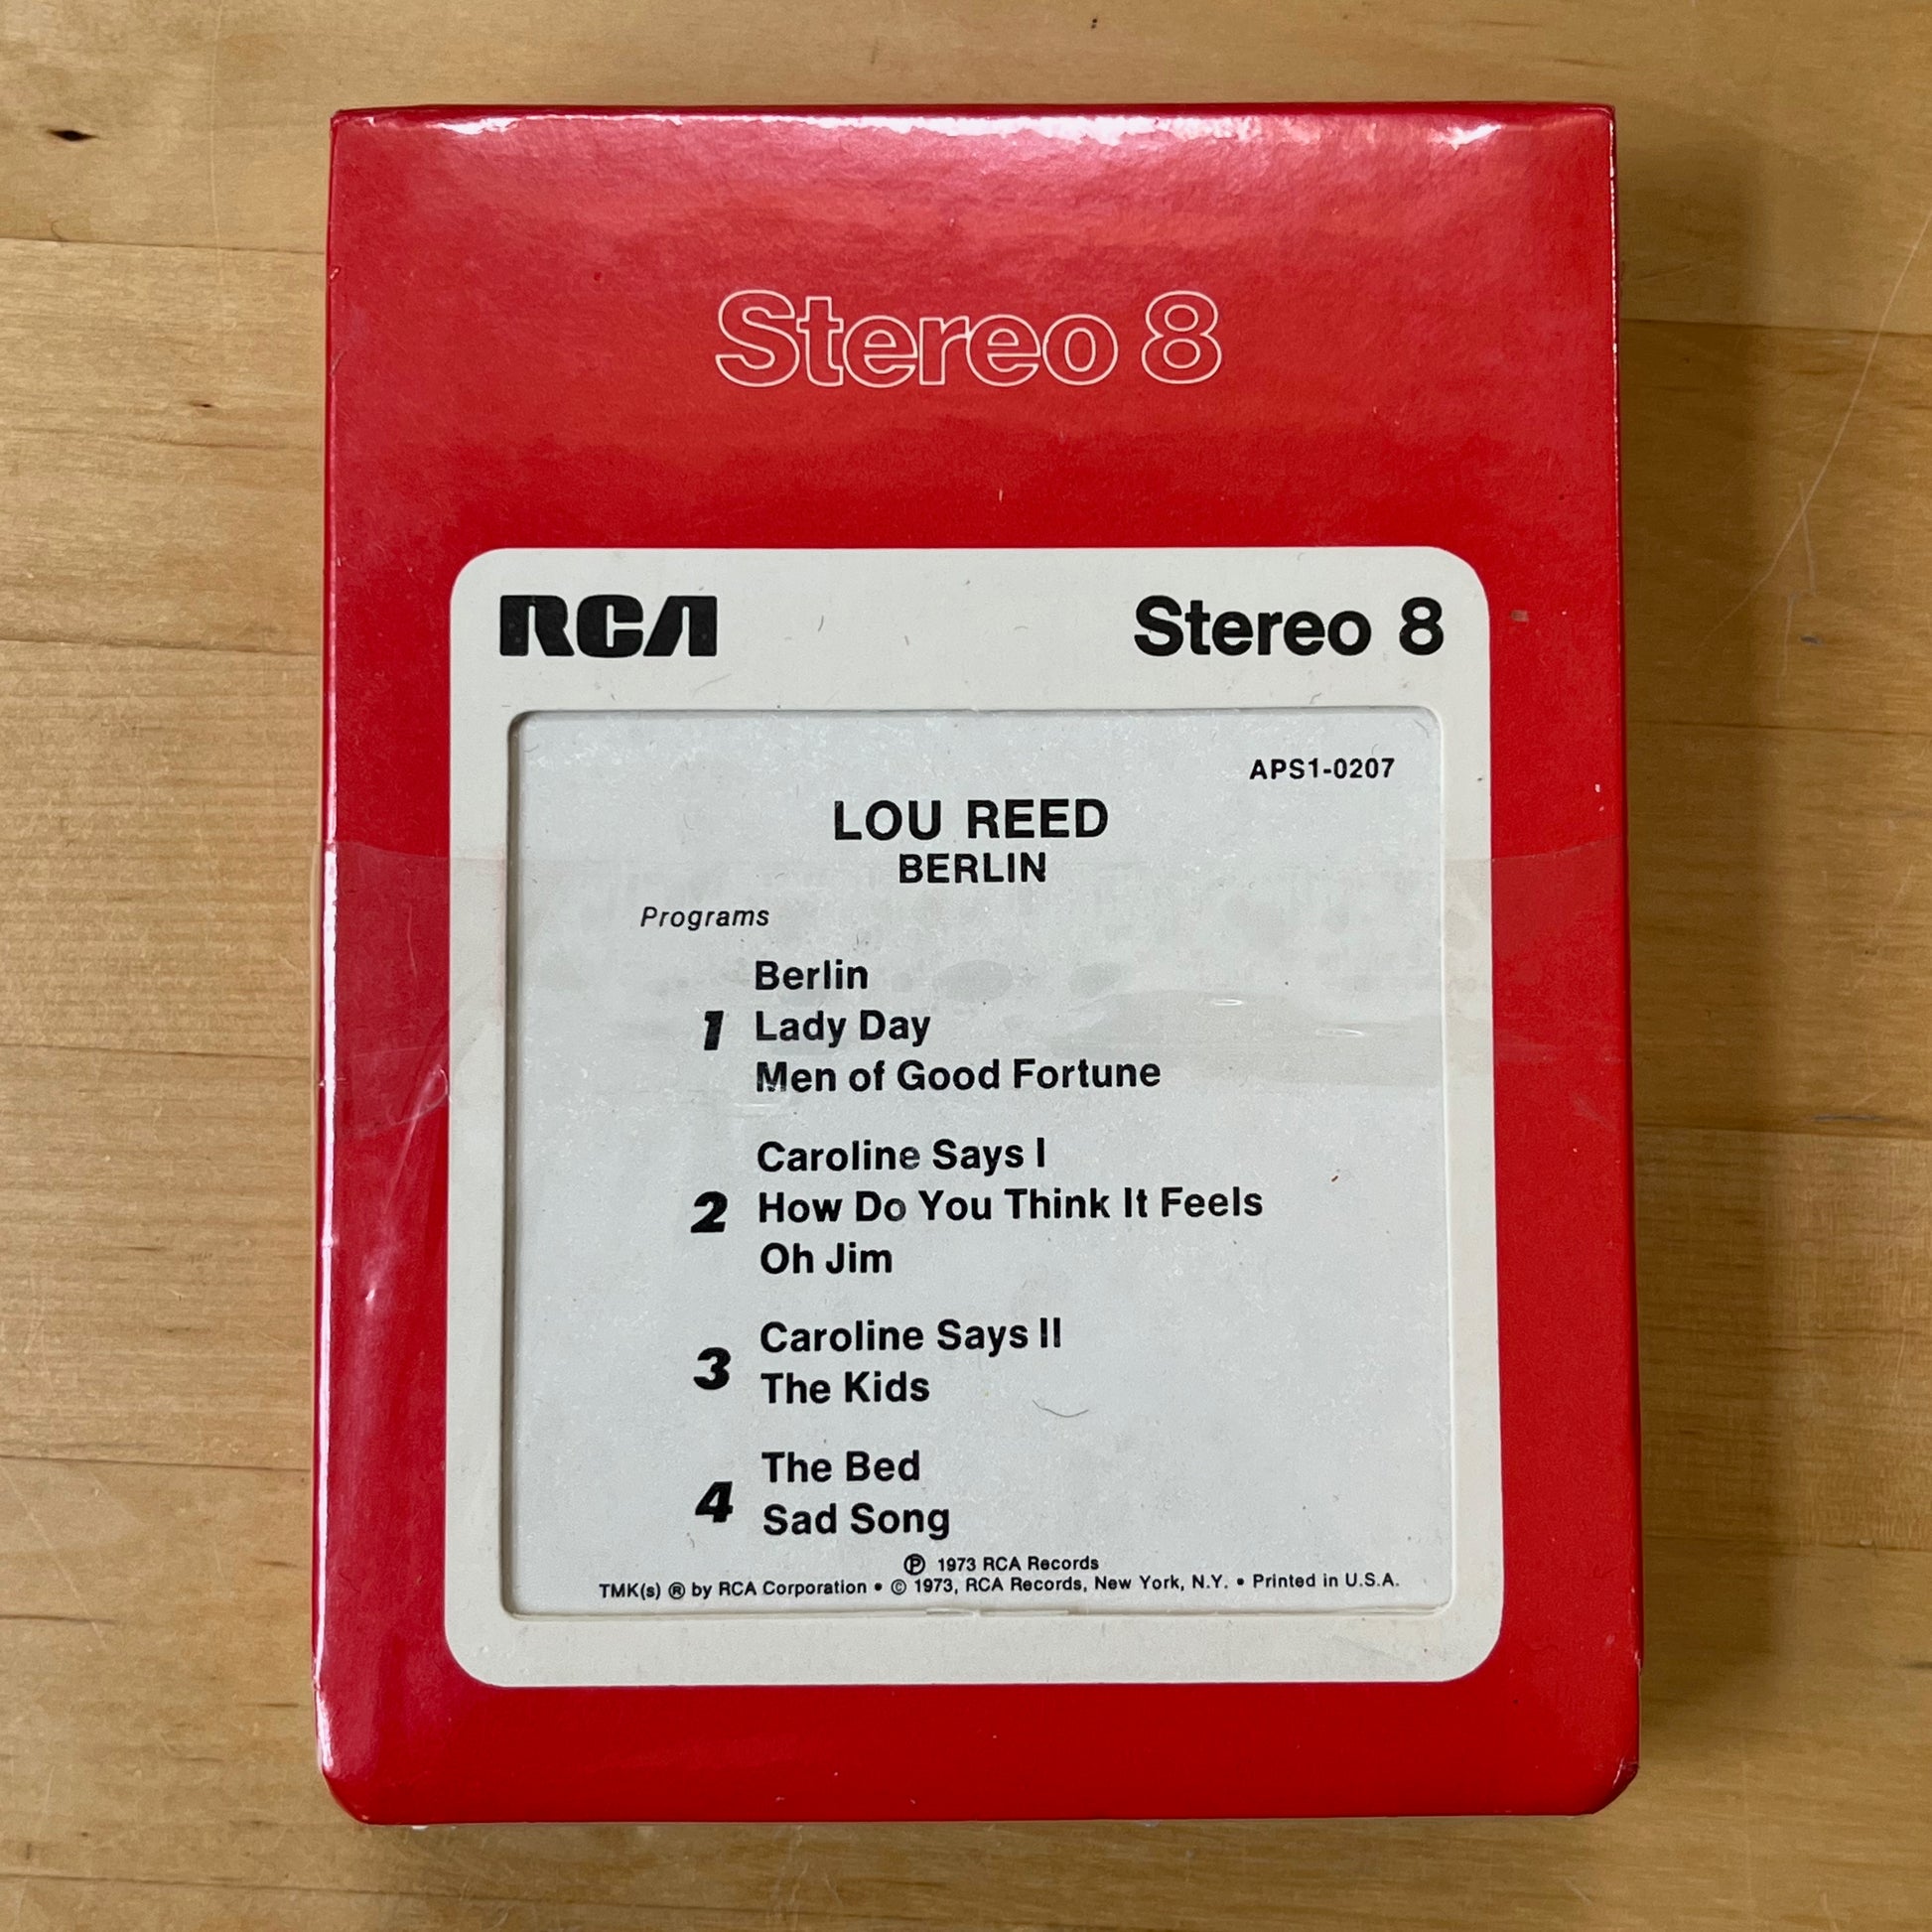 Stereo 8
RCA Stereo 8
APS1-0207
LOU REED
BERLIN
Programs
Berlin
1 Lady Day
Men of Good Fortune
Caroline Says I
2 How Do You Think It Feels
Oh Jim
Caroline Says II
3 The Kids
The Bed
4 Sad Song
℗ 1973 RCA Records
TMK(s) ® by RCA Corporation • © 1973, RCA Records, New York, N.Y. • Printed in U.S.A.